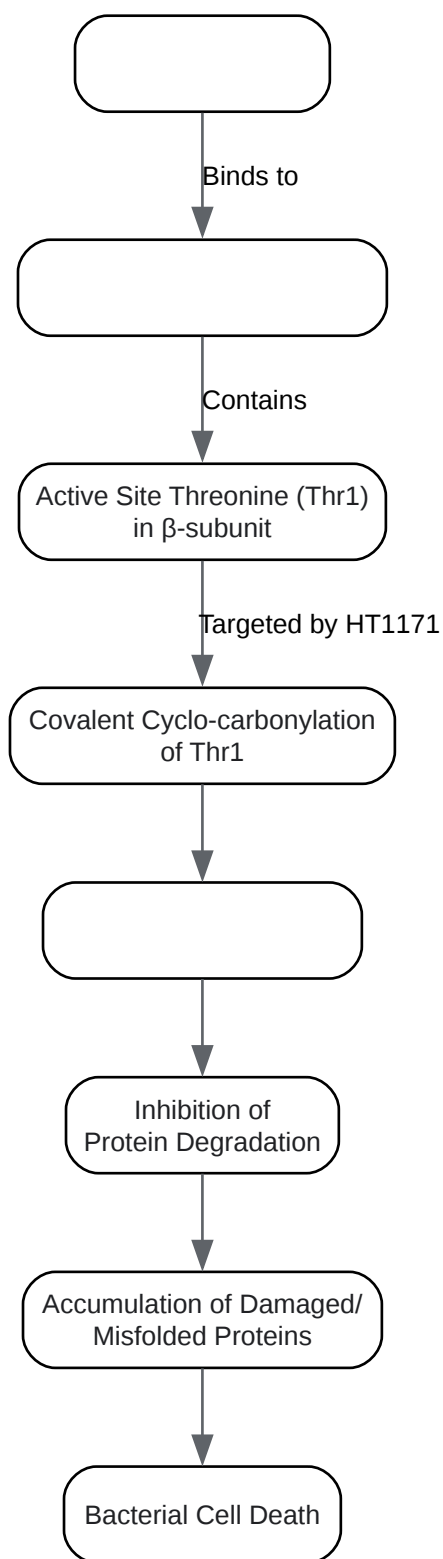 Binds to
Contains
Active Site Threonine (Thr1)
in β-subunit
Targeted by HT1171
Covalent Cyclo-carbonylation
of Thr1
Inhibition of
Protein Degradation
Accumulation of Damaged/
Misfolded Proteins
Bacterial Cell Death